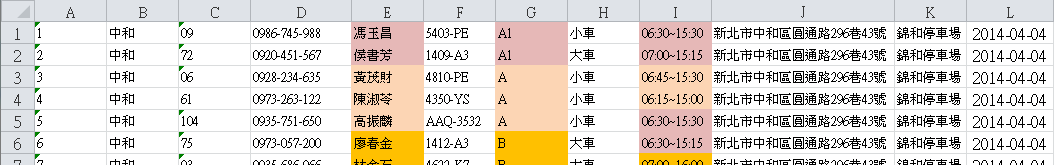 A B C D E F G H I J K L
1 1 中和 09 0986-745-988 馮玉昌 5403-PE A1 小車 06:30~15:30 新北市中和區圓通路296巷43號 錦和停車場 2014-04-04
2 2 中和 72 0920-451-567 侯書芳 1409-A3 A1 大車 07:00~15:15 新北市中和區圓通路296巷43號 錦和停車場 2014-04-04
3 3 中和 06 0928-234-635 黃茂財 4810-PE A 小車 06:45~15:30 新北市中和區圓通路296巷43號 錦和停車場 2014-04-04
4 4 中和 61 0973-263-122 陳淑苓 4350-YS A 小車 06:15~15:00 新北市中和區圓通路296巷43號 錦和停車場 2014-04-04
5 5 中和 104 0935-751-650 高振麟 AAQ-3532 A 小車 06:30~15:30 新北市中和區圓通路296巷43號 錦和停車場 2014-04-04
6 6 中和 75 0973-057-200 廖春金 1412-A3 B 大車 06:30~15:15 新北市中和區圓通路296巷43號 錦和停車場 2014-04-04